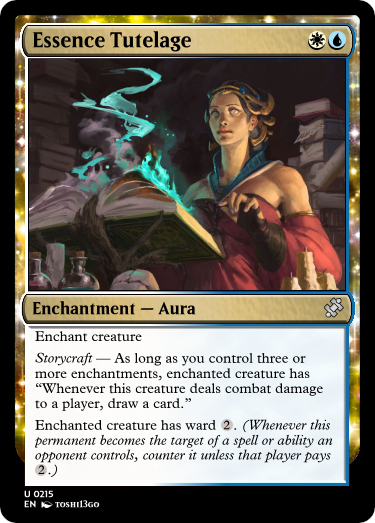 Essence Tutelage
Enchantment — Aura
Enchant creature
Storycraft — As long as you control three or
more enchantments, enchanted creature has
“Whenever this creature deals combat damage
to a player, draw a card.”
Enchanted creature has ward 2. (Whenever this
permanent becomes the target of a spell or ability an
opponent controls, counter it unless that player pays
2.)
U 0215
EN TOSHI13GO